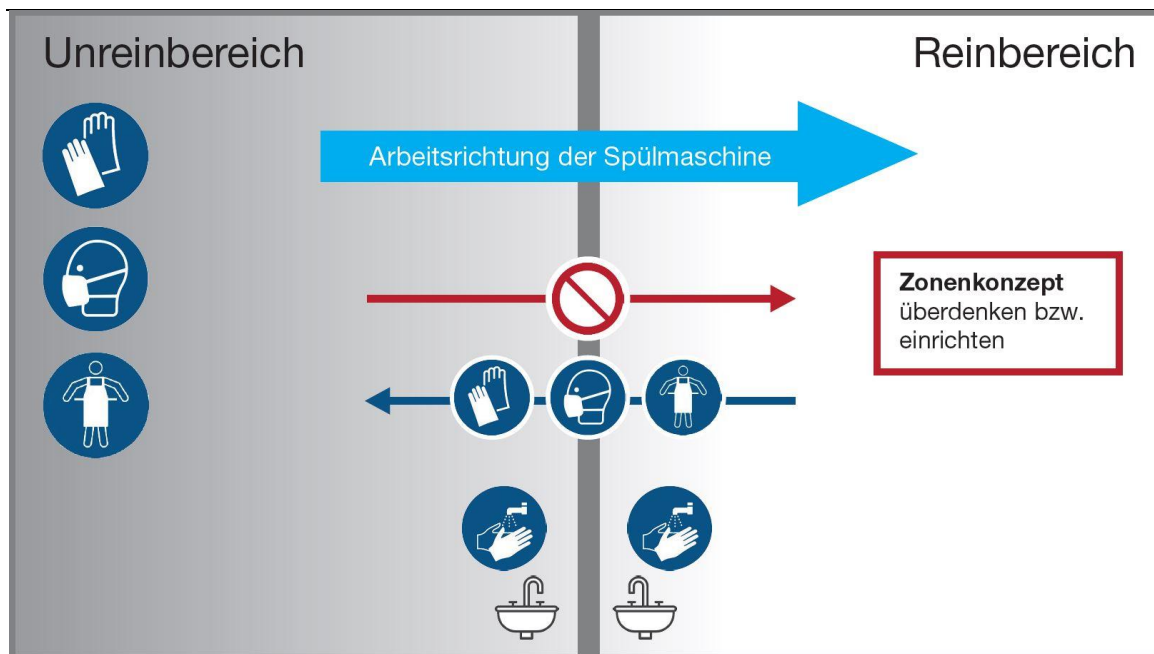 Unreinbereich
Reinbereich
Arbeitsrichtung der Spülmaschine
Zonenkonzept
überdenken bzw.
einrichten